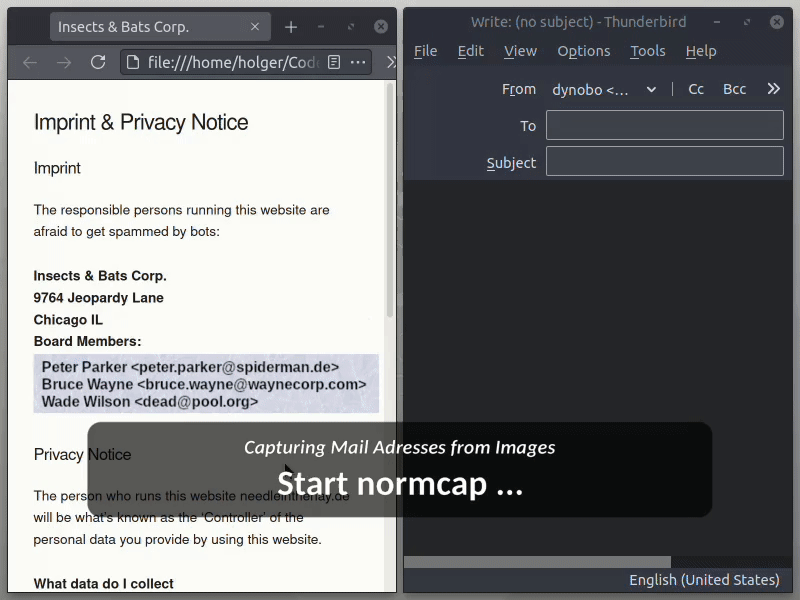 Insects & Bats Corp.
file:///home/holger/Code
Imprint & Privacy Notice
Imprint
The responsible persons running this website are
afraid to get spammed by bots:
Insects & Bats Corp.
9764 Jeopardy Lane
Chicago IL
Board Members:
Peter Parker <peter.parker@spiderman.de>
Bruce Wayne <bruce.wayne@waynecorp.com>
Wade Wilson <dead@pool.org>
Privacy Notice
The person who runs this website needleinthehay.de
will be what's known as the ‘Controller’ of the
personal data you provide by using this website.
What data do I collect
Write: (no subject) - Thunderbird
File Edit View Options Tools Help
From dynobo <... Cc Bcc
To
Subject
English (United States)
Capturing Mail Adresses from Images
Start normcap ...